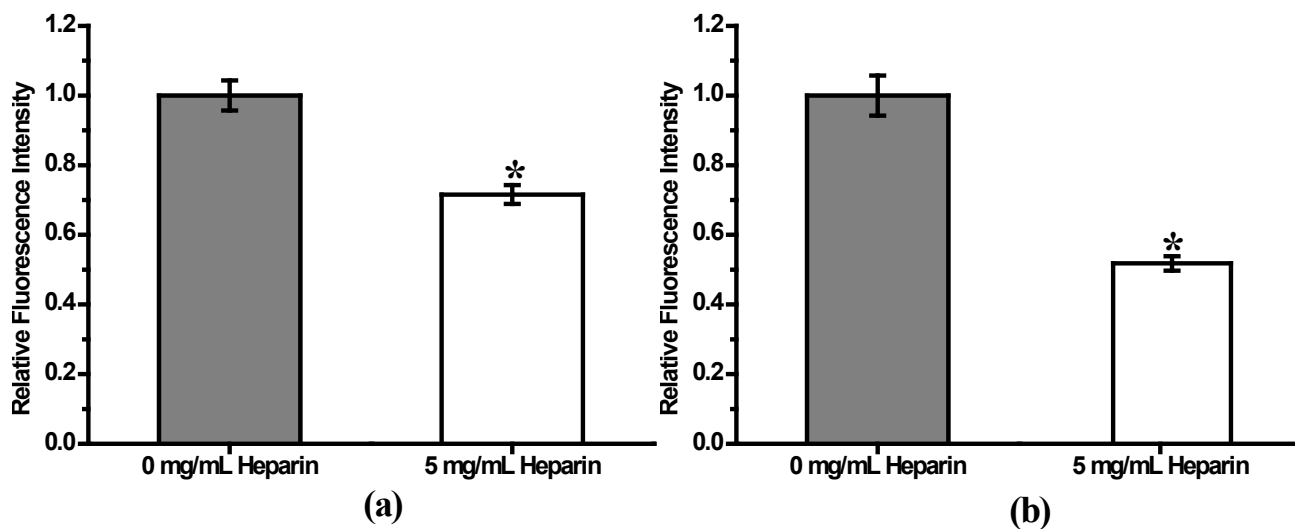 Relative Fluorescence Intensity
1.2
1.0
0.8
0.6
0.4
0.2
0.0
*
0 mg/mL Heparin
5 mg/mL Heparin
(a)
Relative Fluorescence Intensity
1.2
1.0
0.8
0.6
0.4
0.2
0.0
*
0 mg/mL Heparin
5 mg/mL Heparin
(b)